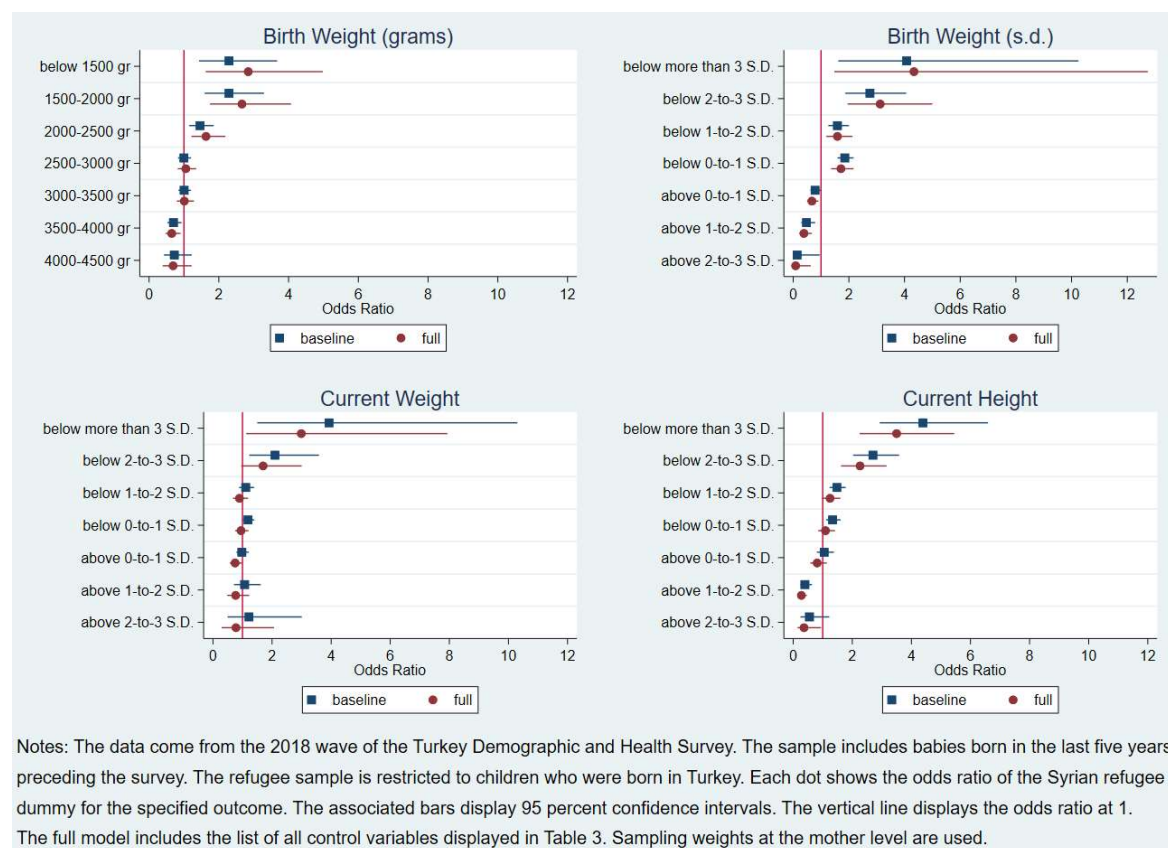 Birth Weight (grams)
below 1500 gr
1500-2000 gr
2000-2500 gr
2500-3000 gr
3000-3500 gr
3500-4000 gr
4000-4500 gr
0 2 4 6 8 10 12
Odds Ratio
baseline full
Birth Weight (s.d.)
below more than 3 S.D.
below 2-to-3 S.D.
below 1-to-2 S.D.
below 0-to-1 S.D.
above 0-to-1 S.D.
above 1-to-2 S.D.
above 2-to-3 S.D.
0 2 4 6 8 10 12
Odds Ratio
baseline full
Current Weight
below more than 3 S.D.
below 2-to-3 S.D.
below 1-to-2 S.D.
below 0-to-1 S.D.
above 0-to-1 S.D.
above 1-to-2 S.D.
above 2-to-3 S.D.
0 2 4 6 8 10 12
Odds Ratio
baseline full
Current Height
below more than 3 S.D.
below 2-to-3 S.D.
below 1-to-2 S.D.
below 0-to-1 S.D.
above 0-to-1 S.D.
above 1-to-2 S.D.
above 2-to-3 S.D.
0 2 4 6 8 10 12
Odds Ratio
baseline full
Notes: The data come from the 2018 wave of the Turkey Demographic and Health Survey. The sample includes babies born in the last five years
preceding the survey. The refugee sample is restricted to children who were born in Turkey. Each dot shows the odds ratio of the Syrian refugee
dummy for the specified outcome. The associated bars display 95 percent confidence intervals. The vertical line displays the odds ratio at 1.
The full model includes the list of all control variables displayed in Table 3. Sampling weights at the mother level are used.